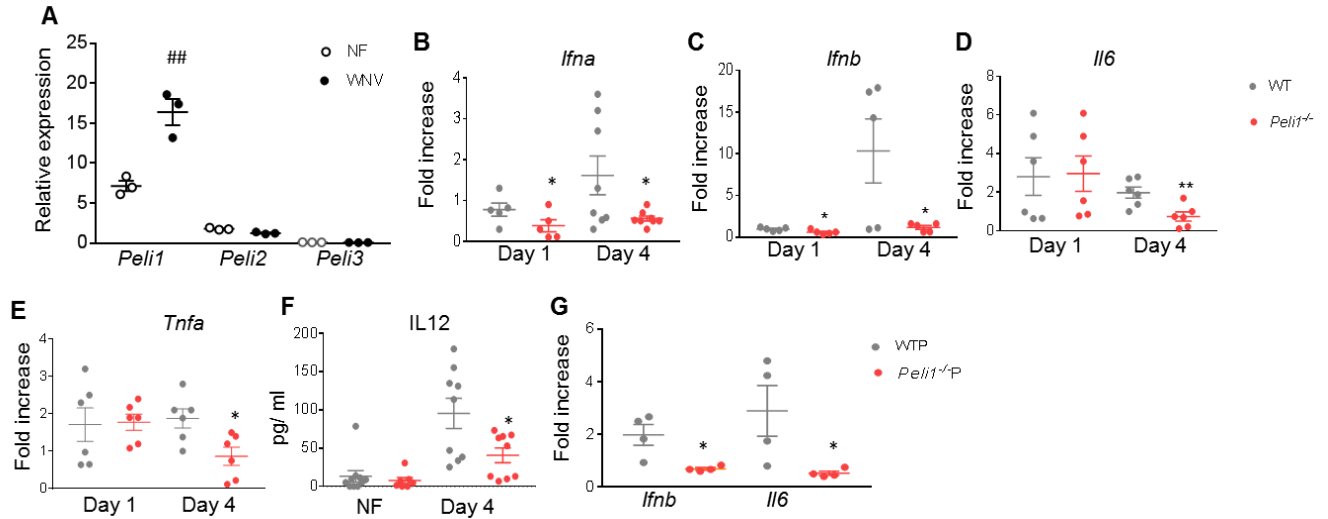 A
Relative expression
25
20
15
10
5
0
##
NF
WNV
Peli1 Peli2 Peli3
B
Ifna
Fold increase
4
3
2
1
0
* *
Day 1 Day 4
C
Ifnb
Fold increase
20
15
10
5
0
* *
Day 1 Day 4
D
Il6
Fold increase
8
6
4
2
0
**
Day 1 Day 4
WT
Peli1-/-
E
Tnfa
Fold increase
4
3
2
1
0
*
Day 1 Day 4
F
IL12
pg/ ml
200
150
100
50
0
*
NF Day 4
G
Fold increase
6
4
2
0
* *
Ifnb Il6
WTP
Peli1-/-P